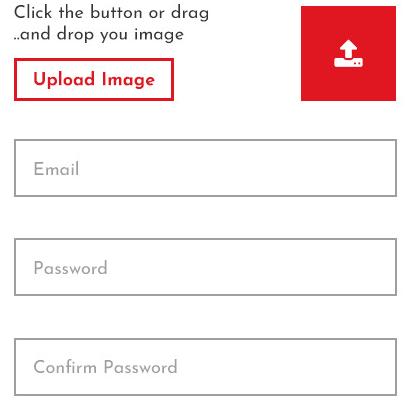 Click the button or drag
..and drop you image
Upload Image
Email
Password
Confirm Password